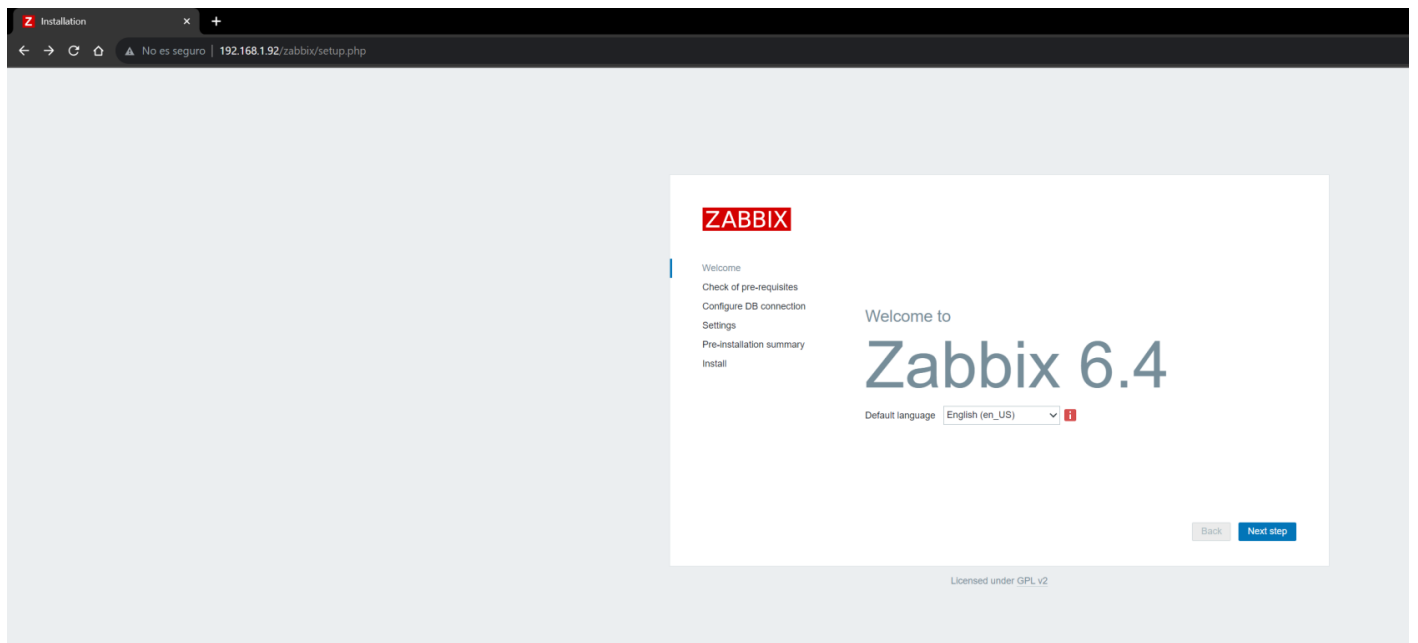 Z Installation
No es seguro | 192.168.1.92/zabbix/setup.php
ZABBIX
Welcome
Check of pre-requisites
Configure DB connection
Settings
Pre-installation summary
Install
Welcome to
Zabbix 6.4
Default language English (en_US) i
Back Next step
Licensed under GPL v2